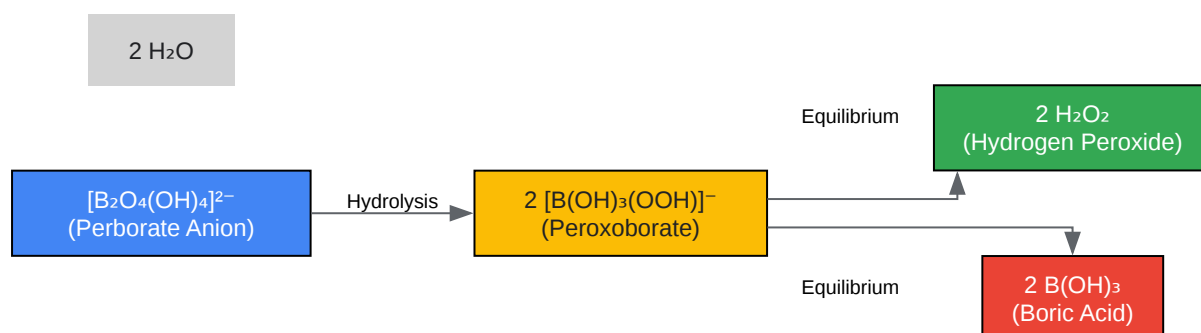 2 H₂O
[B₂O₄(OH)₄]²⁻
(Perborate Anion)
Hydrolysis
2 [B(OH)₃(OOH)]⁻
(Peroxoborate)
Equilibrium
2 H₂O₂
(Hydrogen Peroxide)
Equilibrium
2 B(OH)₃
(Boric Acid)